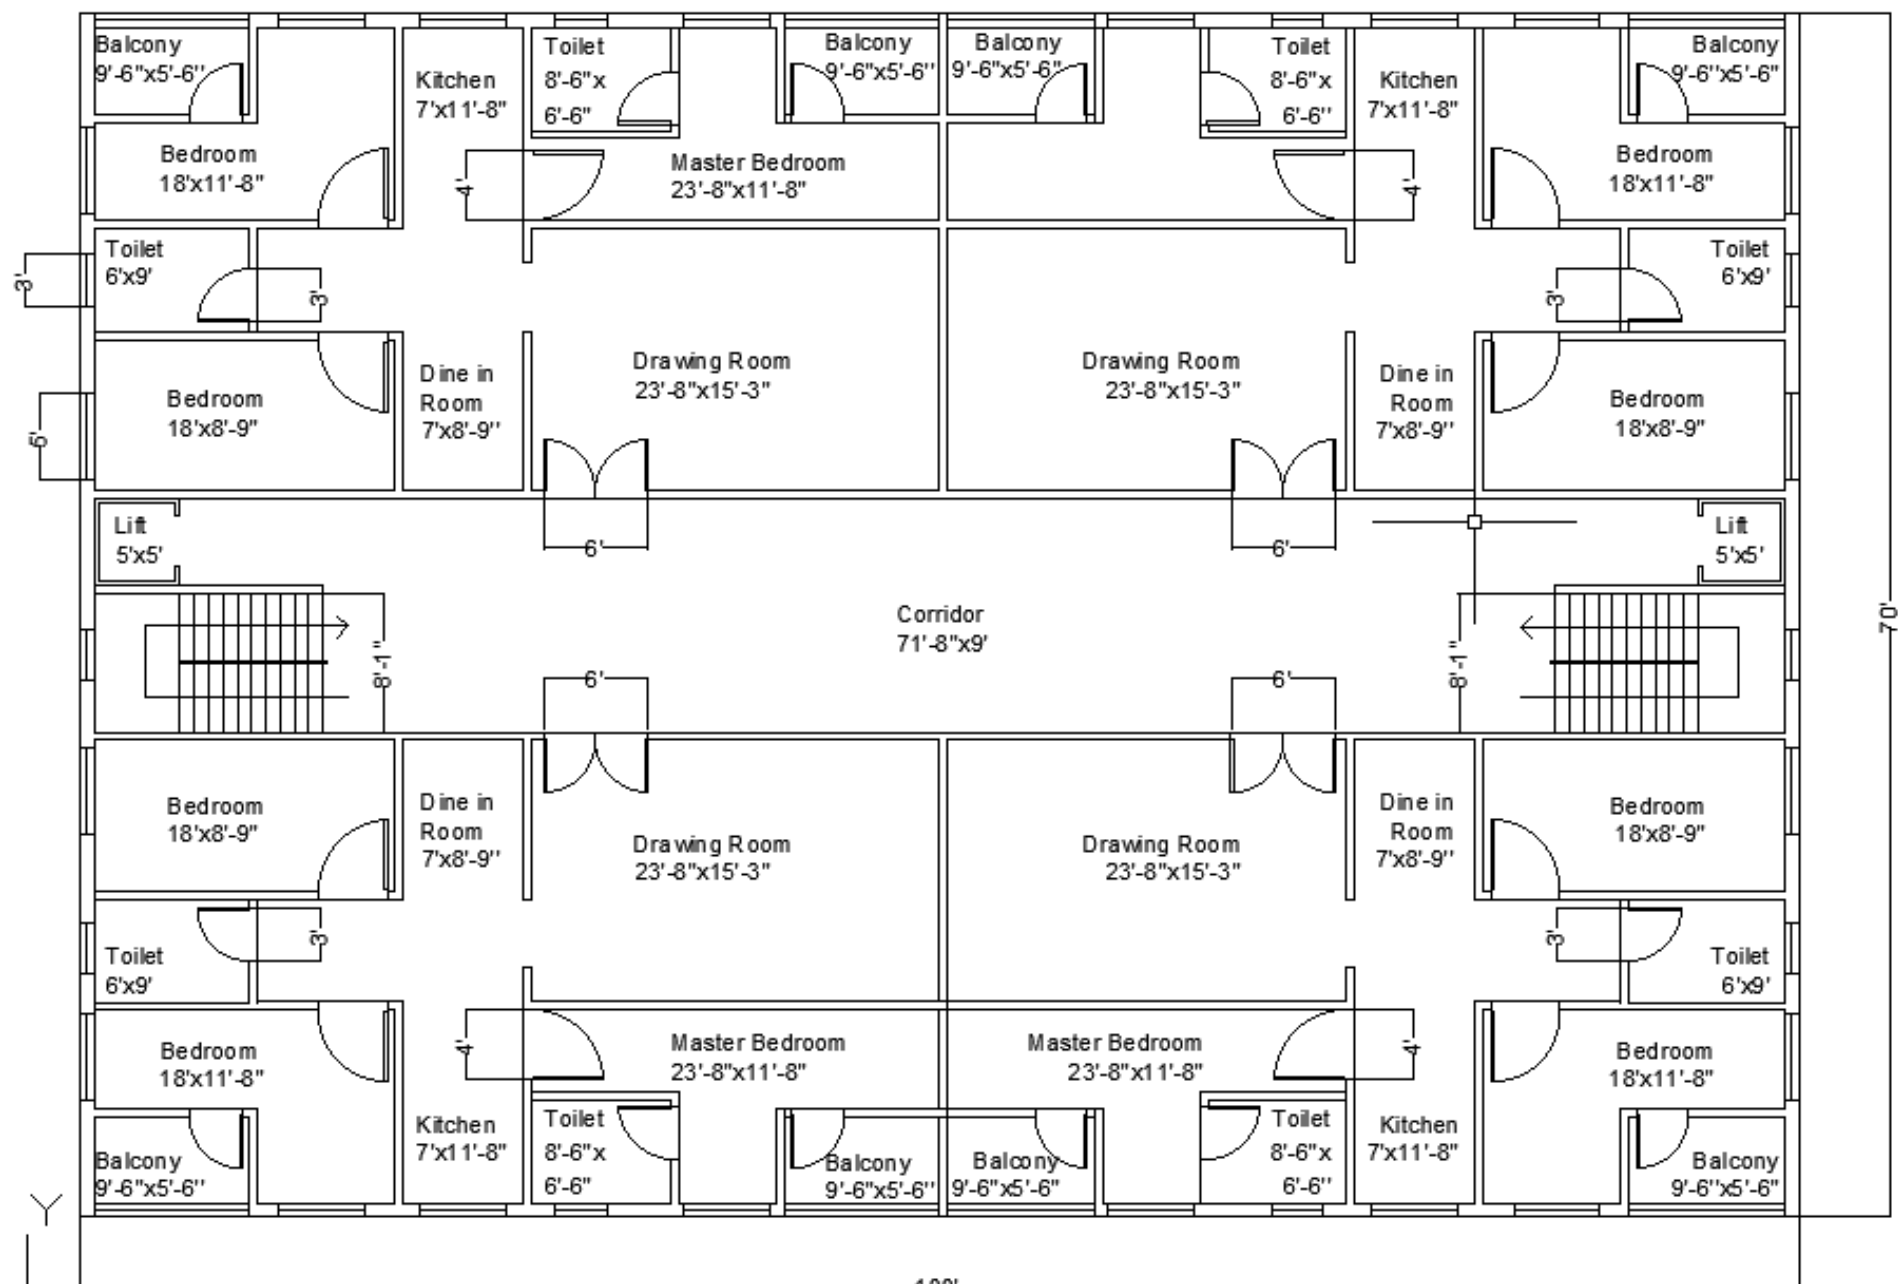 Balcony
9'-6"x5'-6''
Kitchen
7'x11'-8"
Toilet
8'-6"x
6'-6"
Balcony
9'-6"x5'-6''
Balcony
9'-6"x5'-6"
Toilet
8'-6"x
6'-6''
Kitchen
7'x11'-8"
Balcony
9'-6''x5'-6"
Bedroom
18'x11'-8"
4'
Master Bedroom
23'-8"x11'-8"
4'
Bedroom
18'x11'-8"
3'
Toilet
6'x9'
3'
3'
Toilet
6'x9'
Drawing Room
23'-8"x15'-3"
Drawing Room
23'-8"x15'-3"
6'
Bedroom
18'x8'-9"
Dine in
Room
7'x8'-9''
Dine in
Room
7'x8'-9''
Bedroom
18'x8'-9"
Lift
5'x5'
6'
6'
Lift
5'x5'
Corridor
71'-8"x9'
70'
8'-1"
6'
6'
8'-1"
Bedroom
18'x8'-9"
Dine in
Room
7'x8'-9''
Drawing Room
23'-8"x15'-3"
Drawing Room
23'-8"x15'-3"
Dine in
Room
7'x8'-9''
Bedroom
18'x8'-9"
Toilet
6'x9'
3'
3'
Toilet
6'x9'
Bedroom
18'x11'-8"
4'
Master Bedroom
23'-8"x11'-8"
Master Bedroom
23'-8"x11'-8"
4'
Bedroom
18'x11'-8"
Balcony
9'-6"x5'-6''
Kitchen
7'x11'-8"
Toilet
8'-6"x
6'-6"
Balcony
9'-6"x5'-6''
Balcony
9'-6"x5'-6"
Toilet
8'-6"x
6'-6''
Kitchen
7'x11'-8"
Balcony
9'-6''x5'-6"
Y